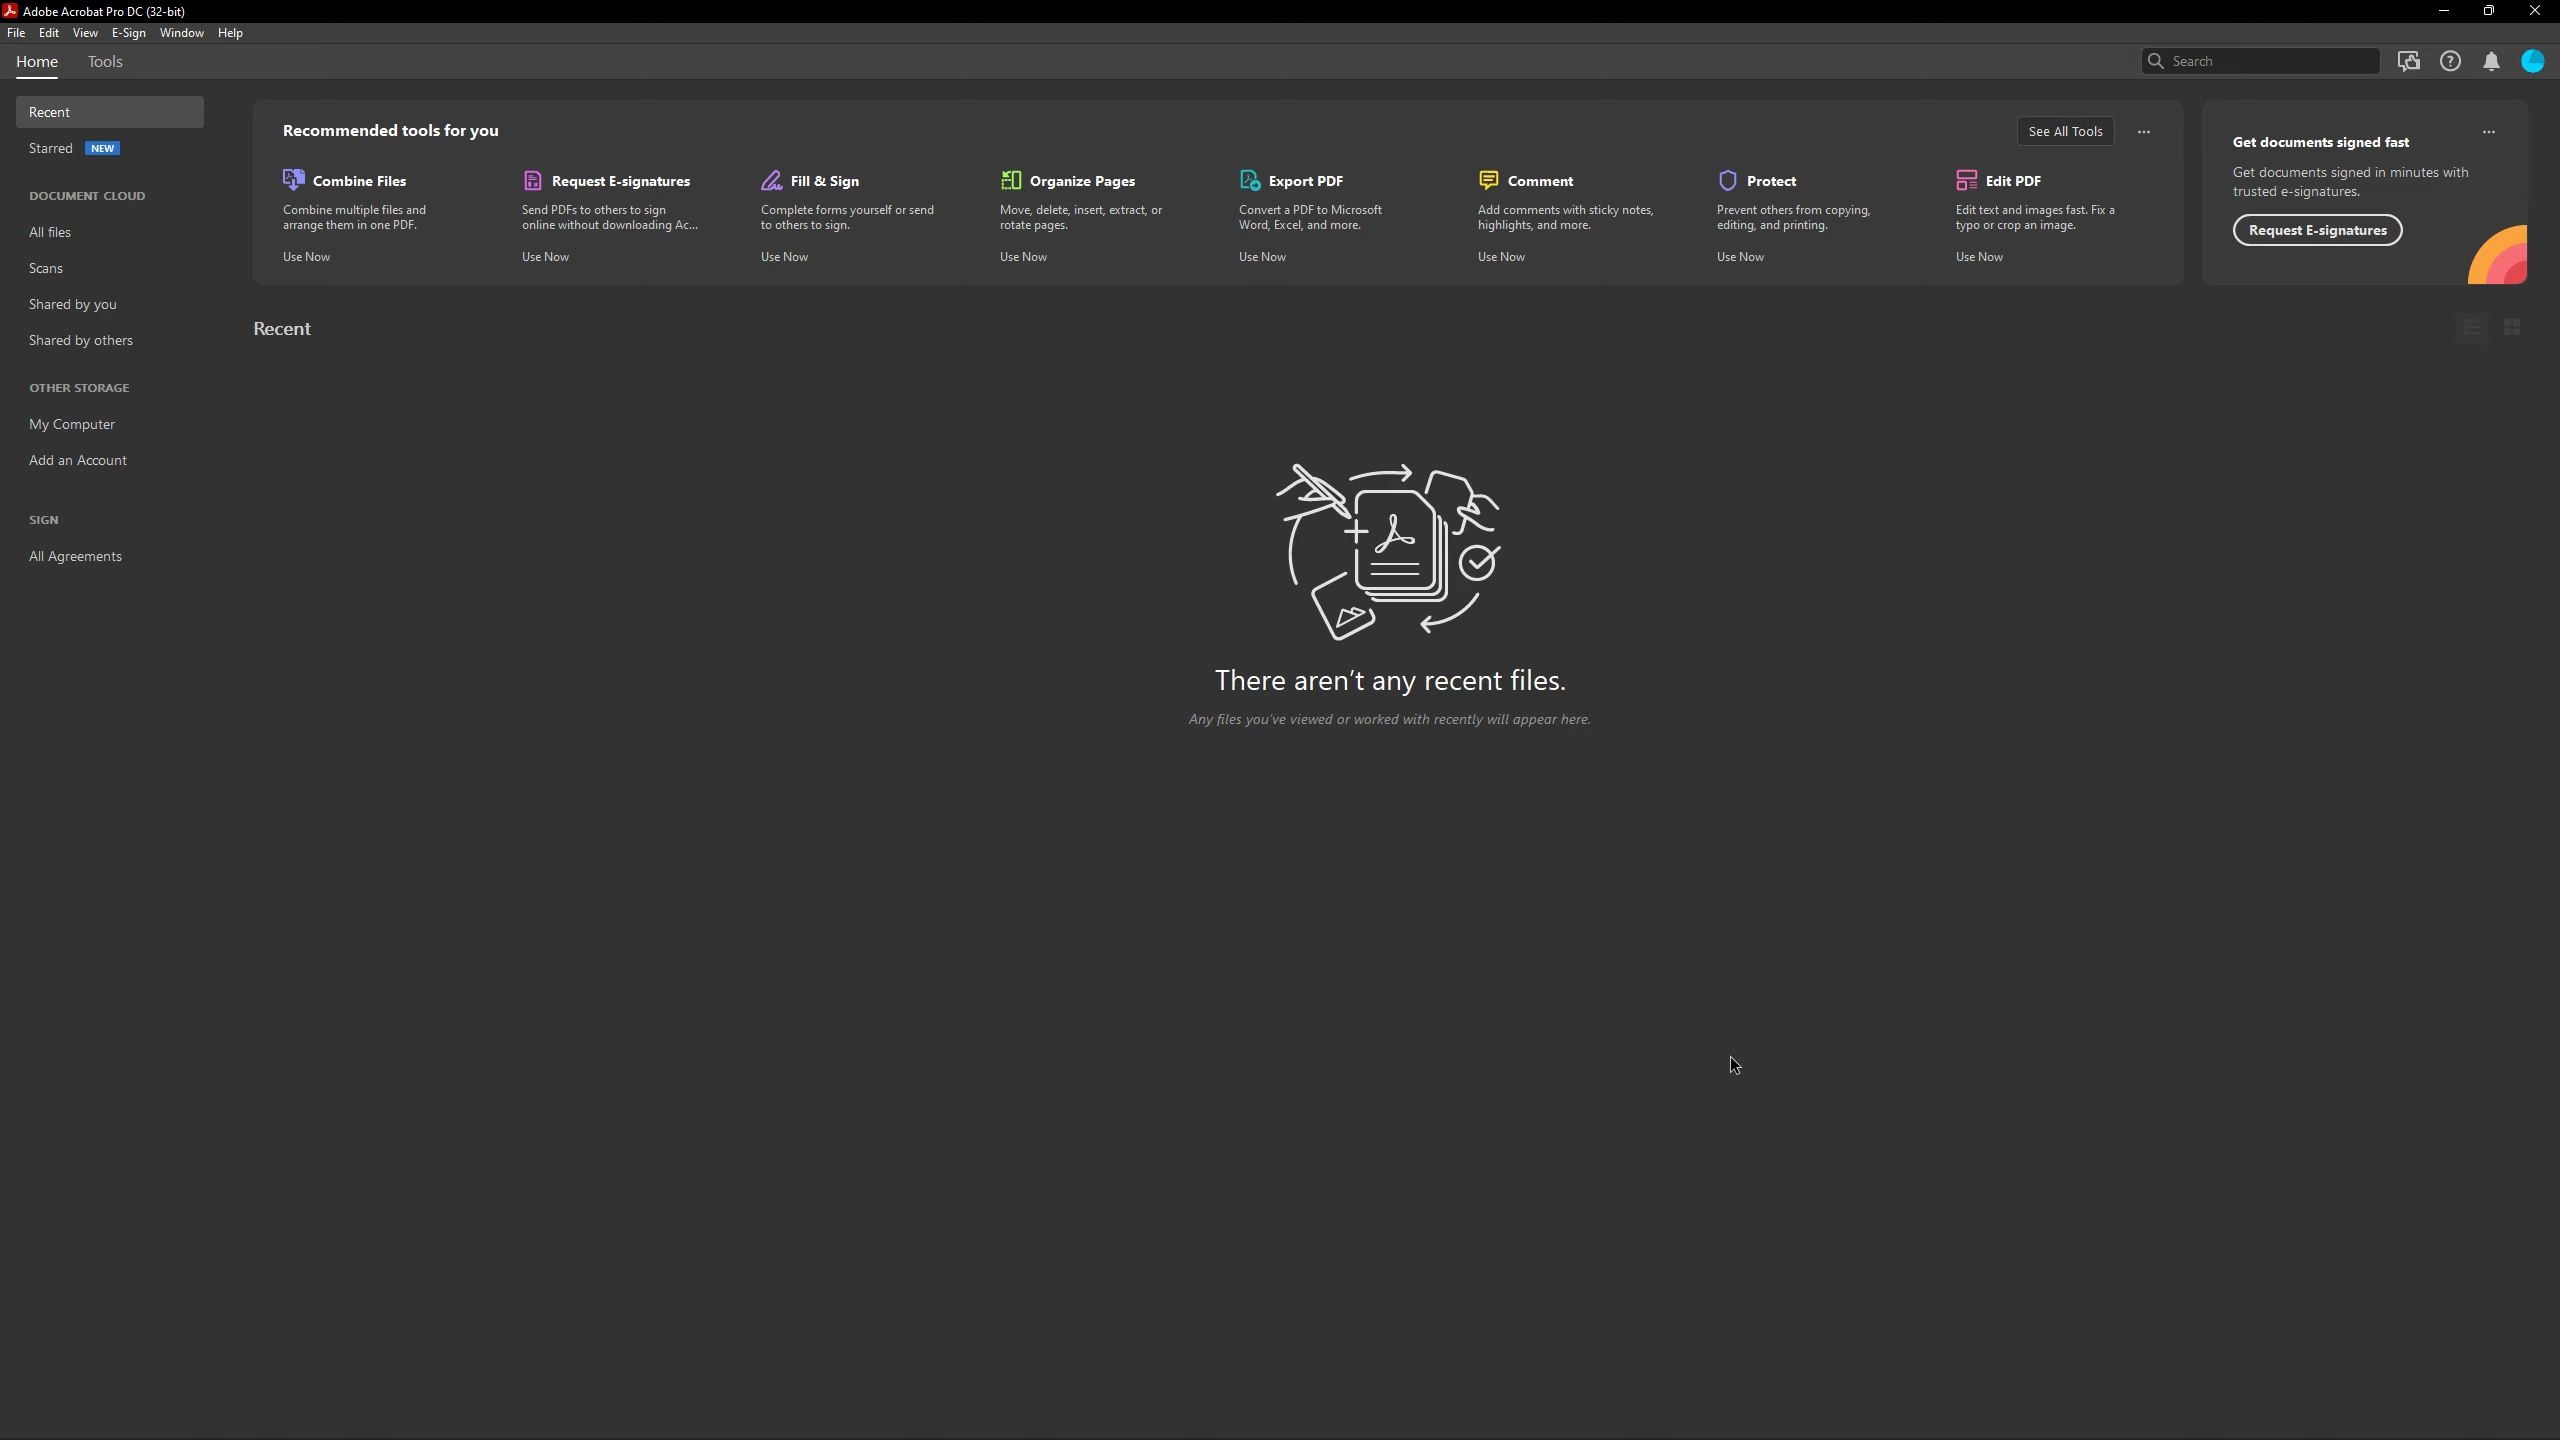 Adobe Acrobat Pro DC (32-bit)
File Edit View E-Sign Window Help
Home Tools
Search
Recent
Starred NEW
DOCUMENT CLOUD
All files
Scans
Shared by you
Shared by others
OTHER STORAGE
My Computer
Add an Account
SIGN
All Agreements
Recommended tools for you
See All Tools
Combine Files
Combine multiple files and
arrange them in one PDF.
Use Now
Request E-signatures
Send PDFs to others to sign
online without downloading Ac...
Use Now
Fill & Sign
Complete forms yourself or send
to others to sign.
Use Now
Organize Pages
Move, delete, insert, extract, or
rotate pages.
Use Now
Export PDF
Convert a PDF to Microsoft
Word, Excel, and more.
Use Now
Comment
Add comments with sticky notes,
highlights, and more.
Use Now
Protect
Prevent others from copying,
editing, and printing.
Use Now
Edit PDF
Edit text and images fast. Fix a
typo or crop an image.
Use Now
Get documents signed fast
Get documents signed in minutes with
trusted e-signatures.
Request E-signatures
Recent
There aren't any recent files.
Any files you've viewed or worked with recently will appear here.